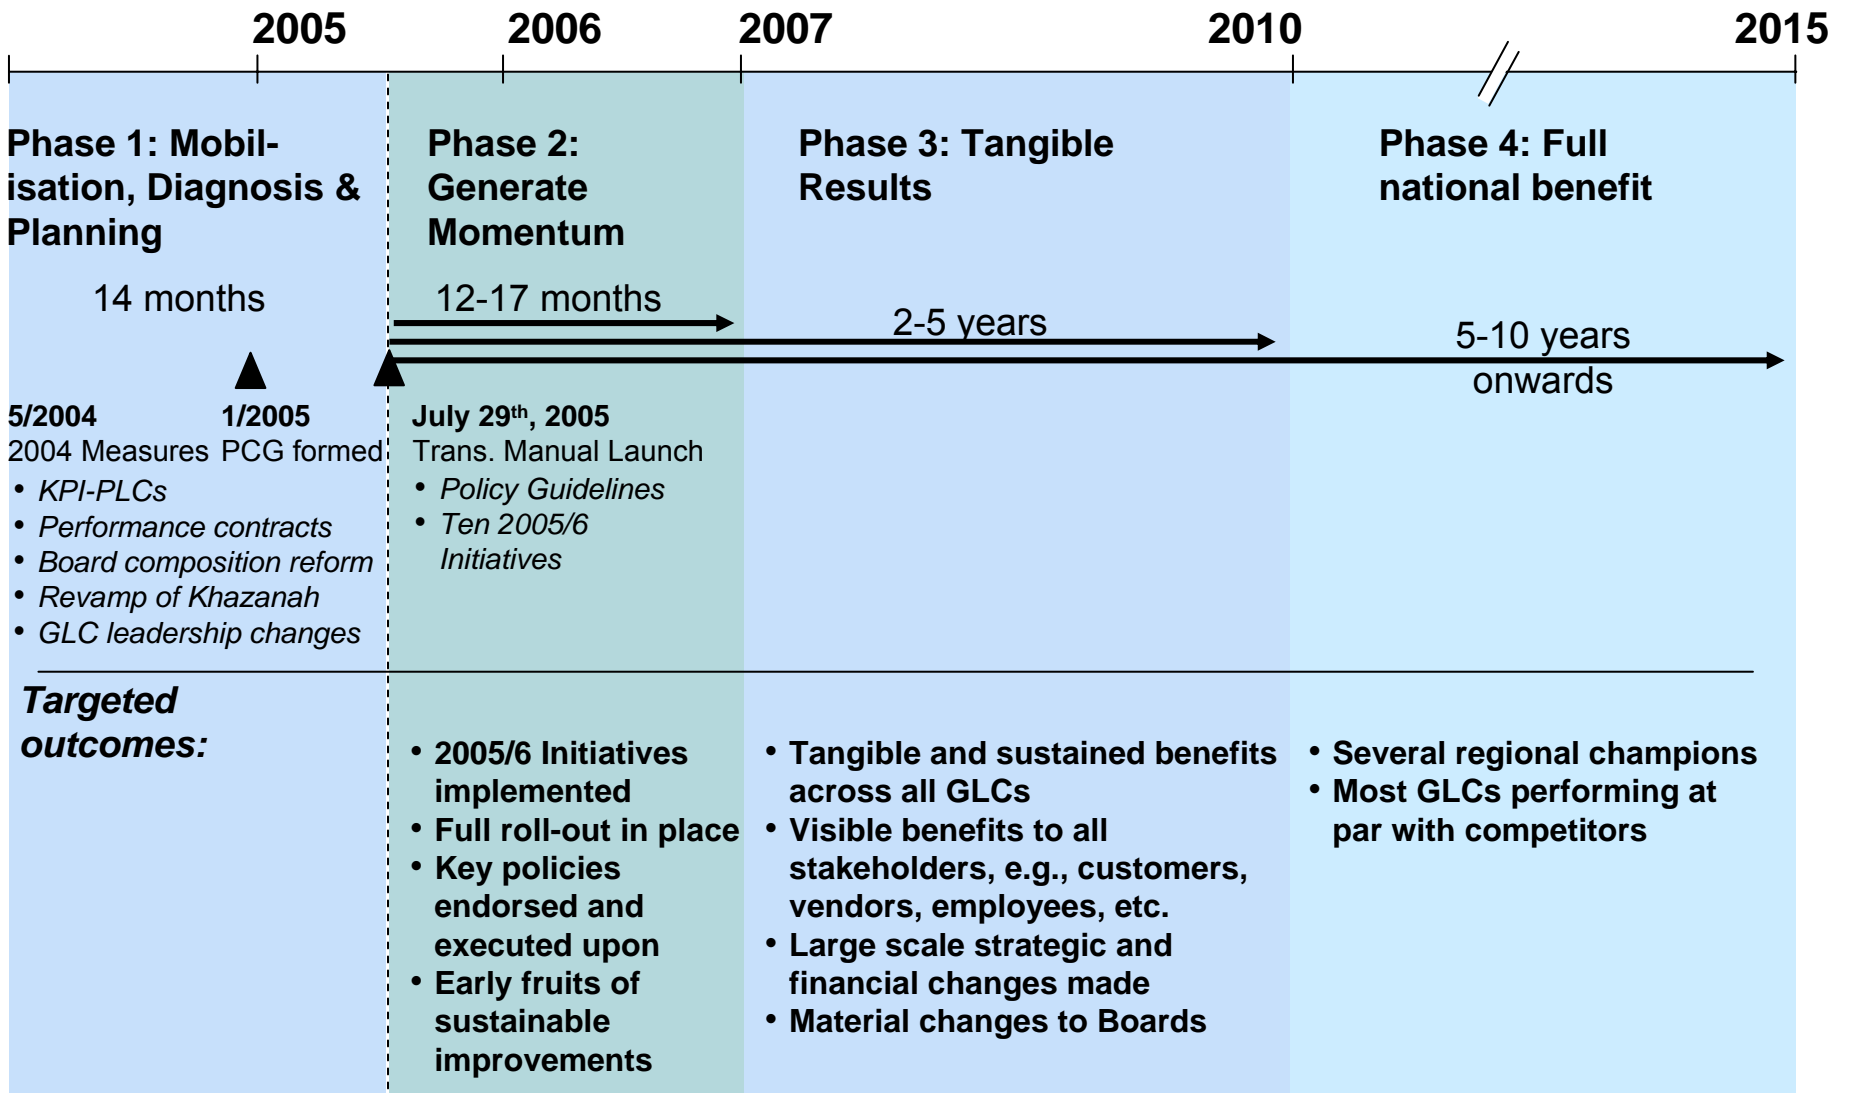 2005
2006
2007
2010
2015
Phase 1: Mobil-
isation, Diagnosis &
Planning
14 months
5/2004
2004 Measures
• KPI-PLCs
• Performance contracts
• Board composition reform
• Revamp of Khazanah
• GLC leadership changes
1/2005
PCG formed
Phase 2:
Generate
Momentum
12-17 months
July 29th, 2005
Trans. Manual Launch
• Policy Guidelines
• Ten 2005/6
Initiatives
Phase 3: Tangible
Results
2-5 years
Phase 4: Full
national benefit
5-10 years
onwards
Targeted
outcomes:
• 2005/6 Initiatives
implemented
• Full roll-out in place
• Key policies
endorsed and
executed upon
• Early fruits of
sustainable
improvements
• Tangible and sustained benefits
across all GLCs
• Visible benefits to all
stakeholders, e.g., customers,
vendors, employees, etc.
• Large scale strategic and
financial changes made
• Material changes to Boards
• Several regional champions
• Most GLCs performing at
par with competitors